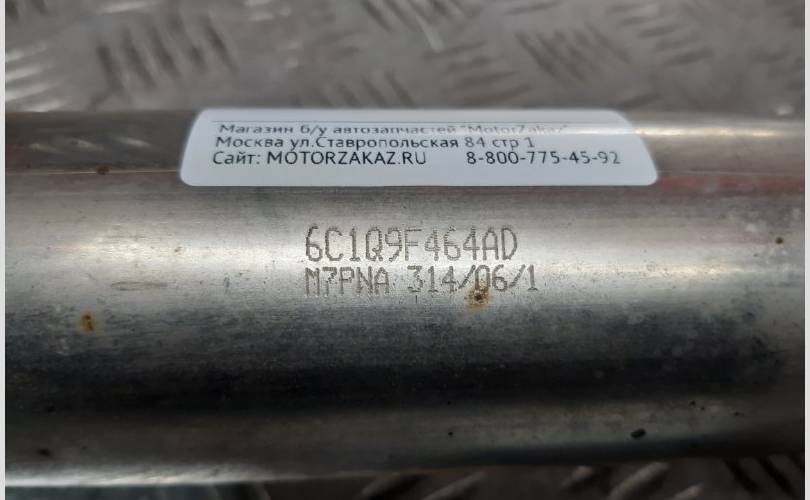 Магазин б/у автозапчастей "MotorZakaz"
Москва ул.Ставропольская 84 стр 1
Сайт: MOTORZAKAZ.RU 8-800-775-45-92
6C1Q9F464AD
M7PNA 314/06/1